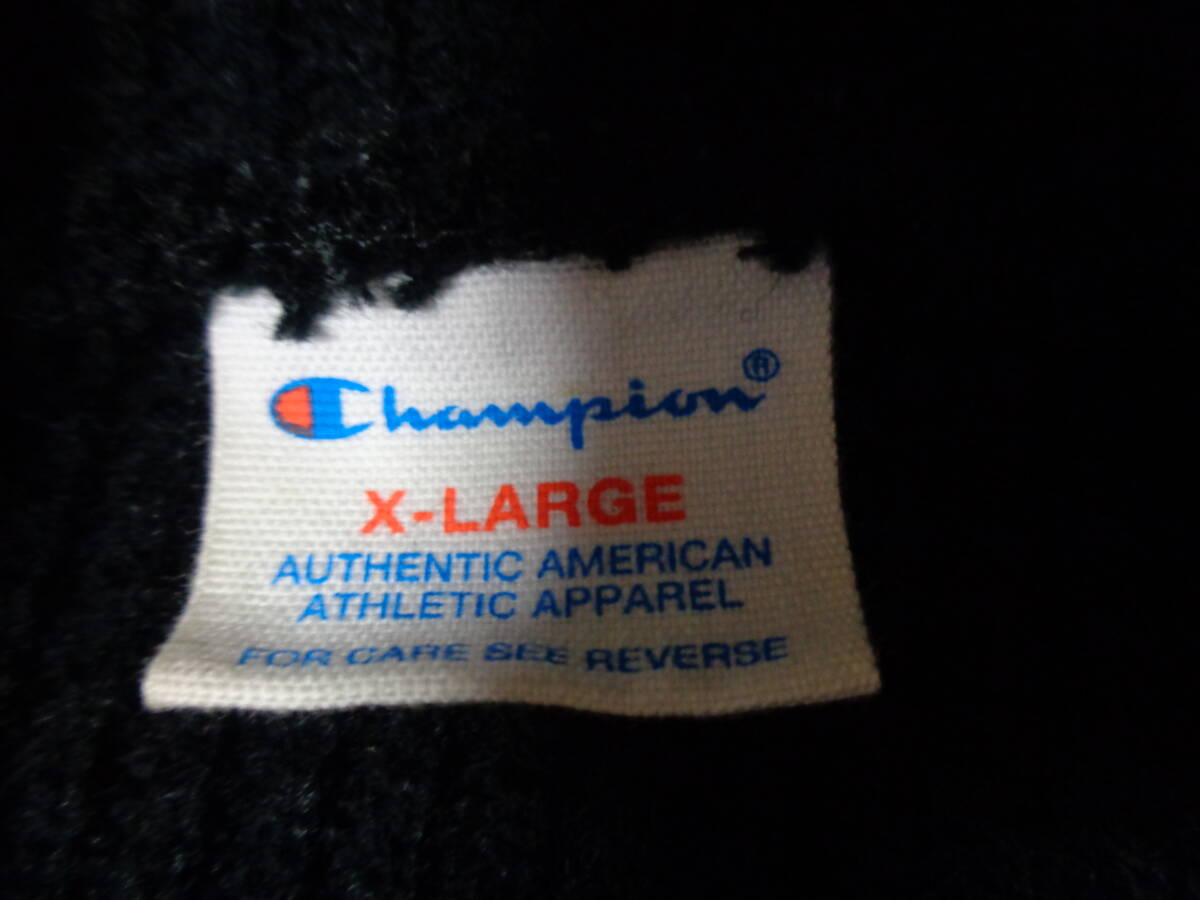 Champion®
X-LARGE
AUTHENTIC AMERICAN
ATHLETIC APPAREL
FOR CARE SEE REVERSE